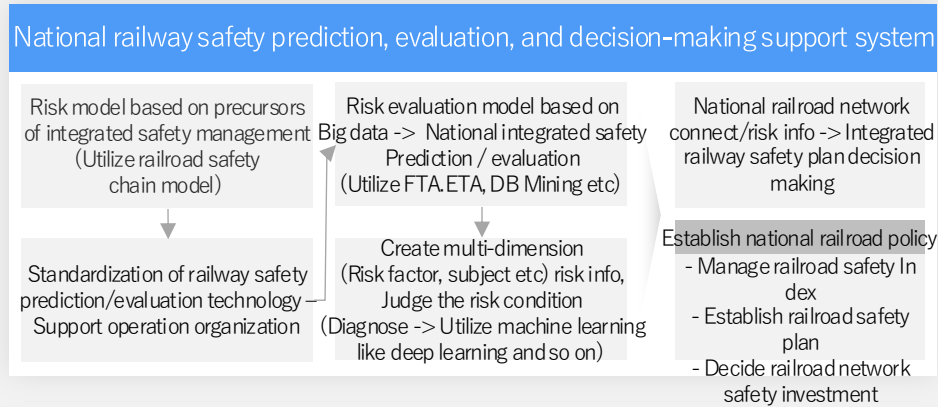 National railway safety prediction, evaluation, and decision-making support system
Risk model based on precursors
of integrated safety management
(Utilize railroad safety
chain model)
Standardization of railway safety
prediction/evaluation technology –
Support operation organization
Risk evaluation model based on
Big data -> National integrated safety
Prediction / evaluation
(Utilize FTA.ETA, DB Mining etc)
Create multi-dimension
(Risk factor, subject etc) risk info,
Judge the risk condition
(Diagnose -> Utilize machine learning
like deep learning and so on)
National railroad network
connect/risk info -> Integrated
railway safety plan decision
making
Establish national railroad policy
- Manage railroad safety In
dex
- Establish railroad safety
plan
- Decide railroad network
safety investment